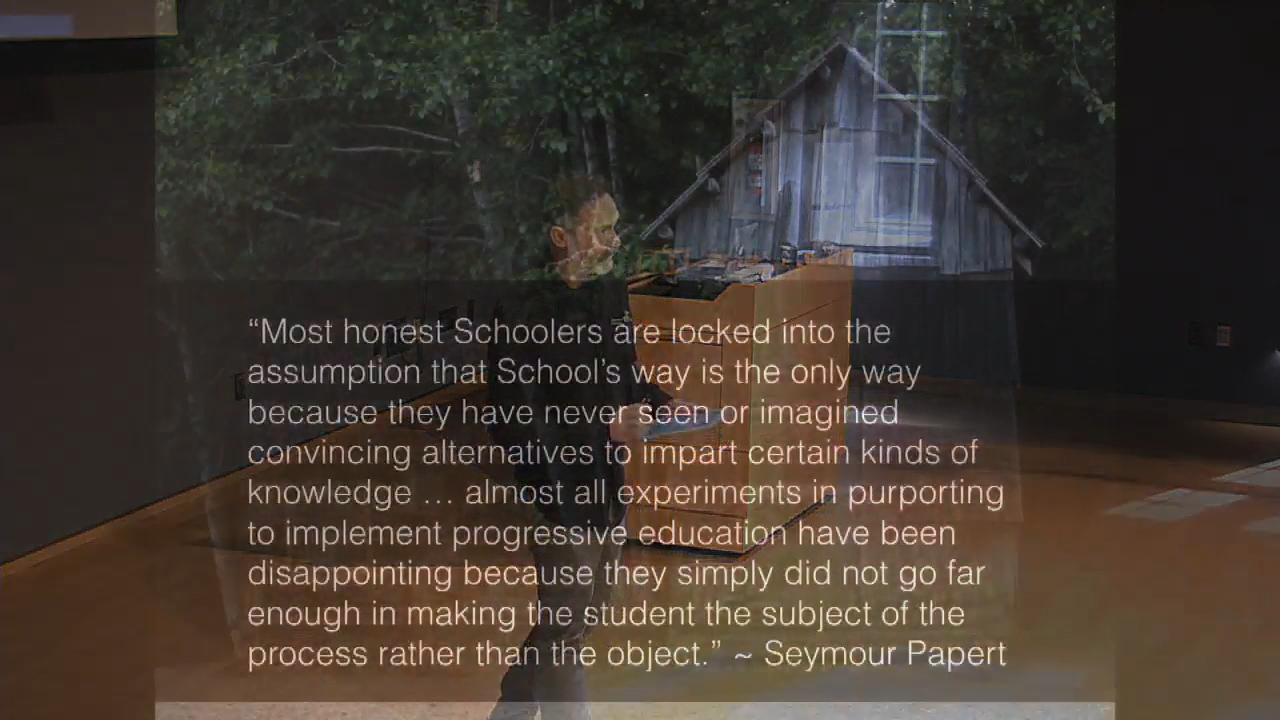 “Most honest Schoolers are locked into the
assumption that School’s way is the only way
because they have never seen or imagined
convincing alternatives to impart certain kinds of
knowledge … almost all experiments in purporting
to implement progressive education have been
disappointing because they simply did not go far
enough in making the student the subject of the
process rather than the object.” ~ Seymour Papert